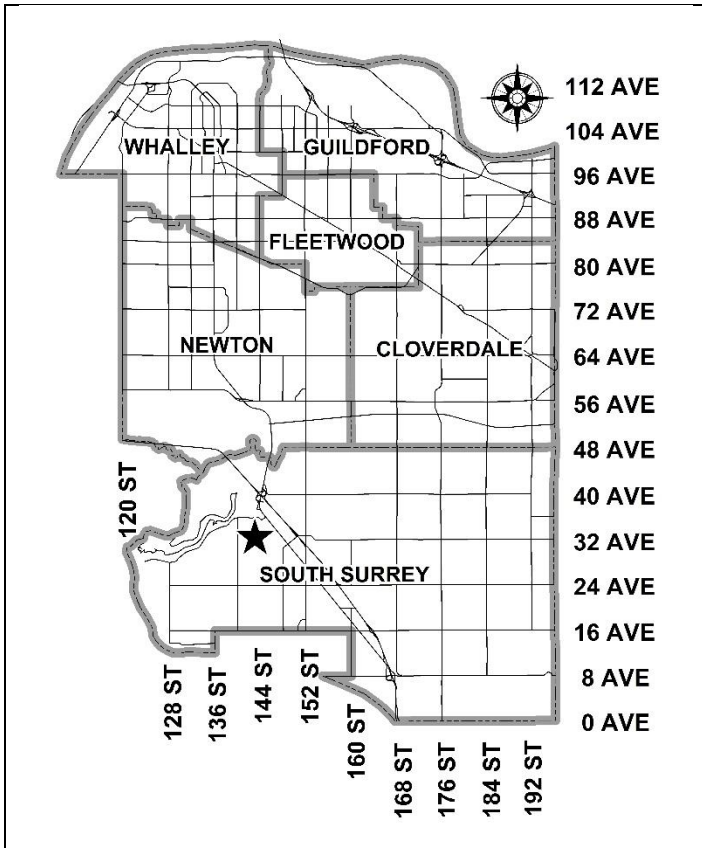 112 AVE
104 AVE
WHALLEY
GUILDFORD
96 AVE
88 AVE
FLEETWOOD
80 AVE
72 AVE
NEWTON
CLOVERDALE
64 AVE
56 AVE
48 AVE
120 ST
40 AVE
32 AVE
SOUTH SURREY
24 AVE
16 AVE
128 ST
136 ST
144 ST
152 ST
160 ST
8 AVE
0 AVE
168 ST
176 ST
184 ST
192 ST